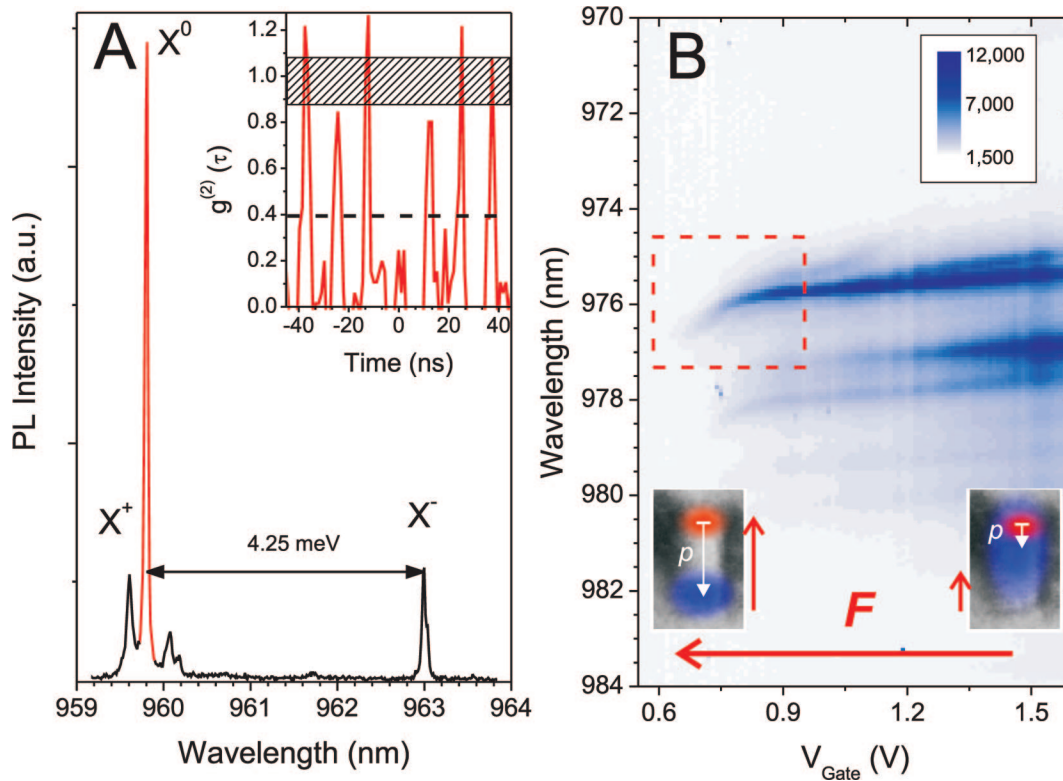 A
X⁰
X⁺
X⁻
4.25 meV
PL Intensity (a.u.)
959 960 961 962 963 964
Wavelength (nm)
g⁽²⁾ (τ)
1.2
1.0
0.8
0.6
0.4
0.2
0.0
-40 -20 0 20 40
Time (ns)
B
12,000
7,000
1,500
Wavelength (nm)
970
972
974
976
978
980
982
984
p
p
F
0.6 0.9 1.2 1.5
V_Gate (V)